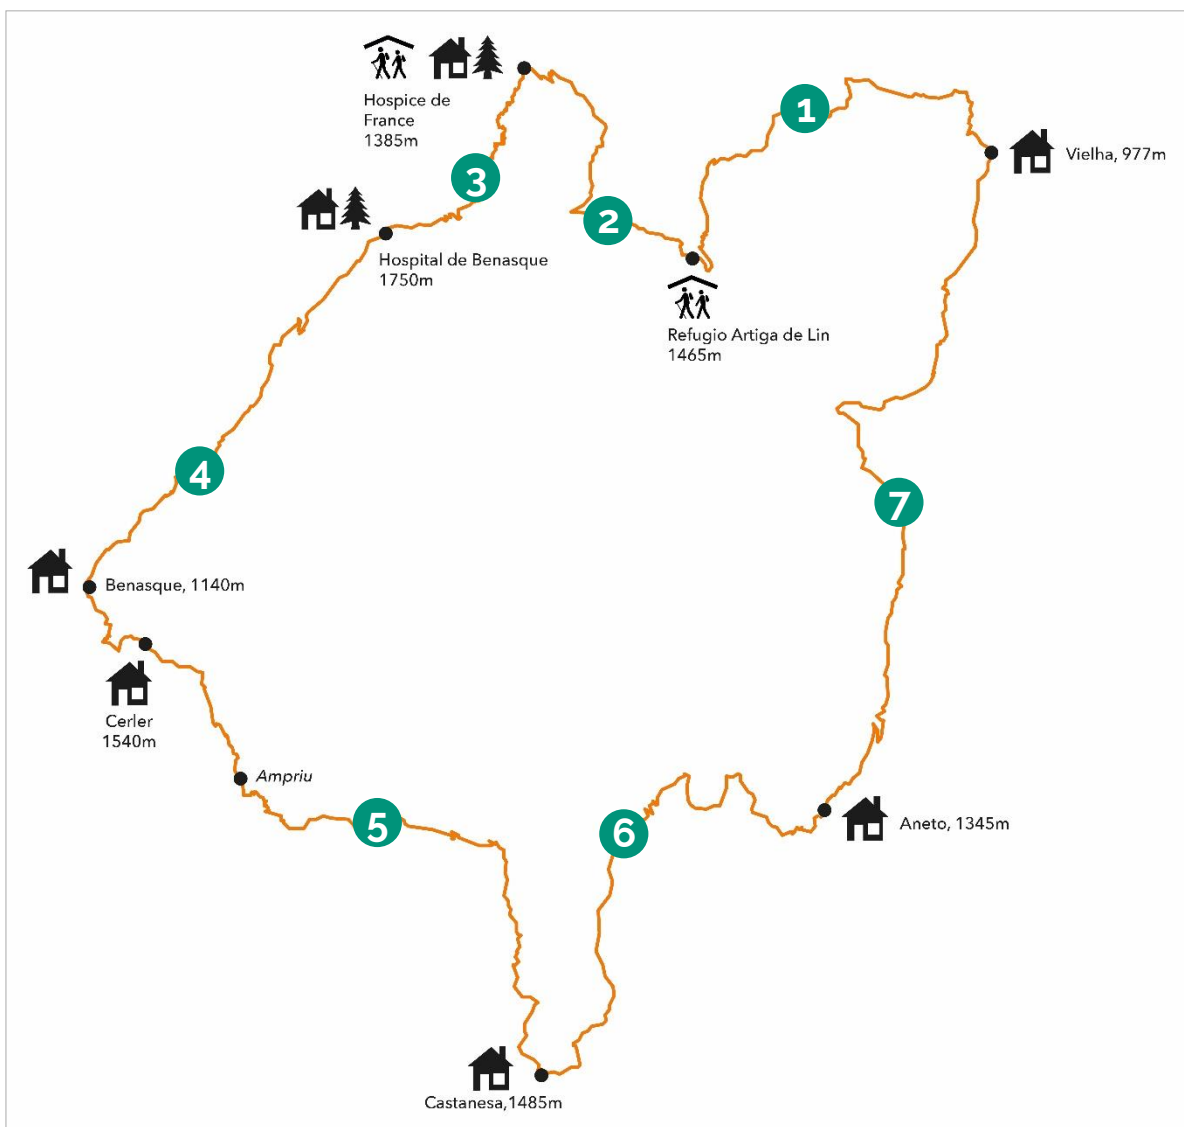 Hospice de
France
1385m
1
Vielha, 977m
3
2
Hospital de Benasque
1750m
Refugio Artiga de Lin
1465m
4
7
Benasque, 1140m
Cerler
1540m
Ampriu
5
6
Aneto, 1345m
Castanesa,1485m